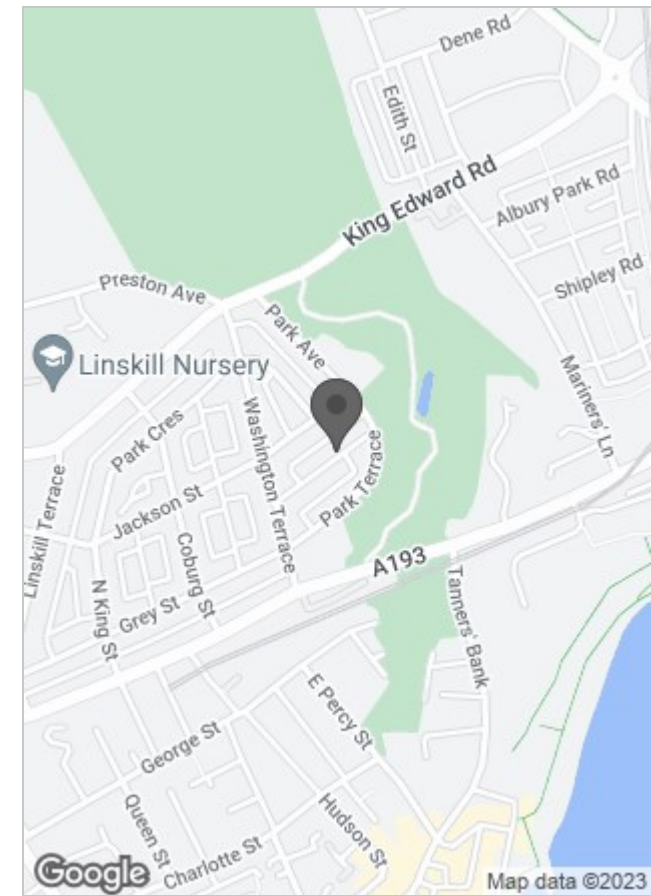 Dene Rd
Edith St
King Edward Rd
Albury Park Rd
Shipley Rd
Preston Ave
Park Ave
Linskill Nursery
Mariners' Ln
Park Cres
Washington Terrace
Park Terrace
Jackson St
Linskill Terrace
Coburg St
A193
Grey St
N King St
Tanners' Bank
E Percy St
George St
Queen St
Hudson St
Charlotte St
Google
Map data ©2023